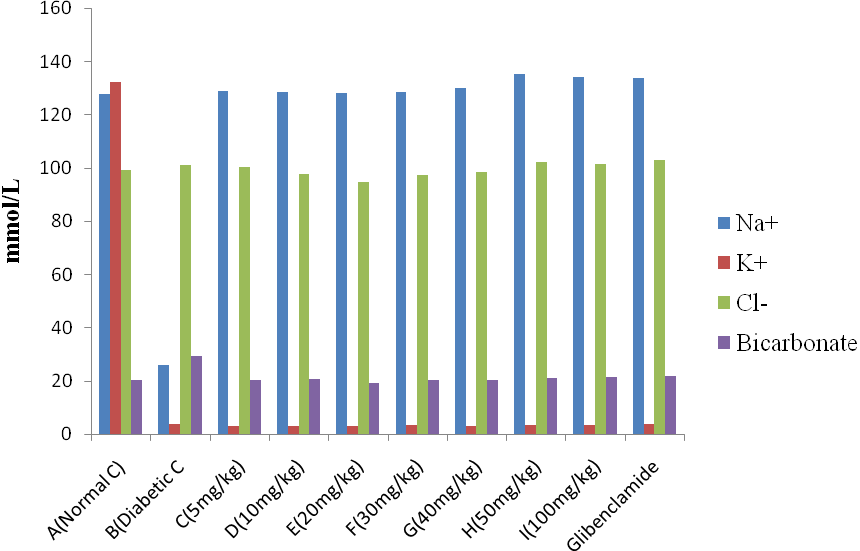 160
140
120
100
80
60
40
20
0
mmol/L
A(Normal C)
B(Diabetic C
C(5mg/kg)
D(10mg/kg)
E(20mg/kg)
F(30mg/kg)
G(40mg/kg)
H(50mg/kg)
I(100mg/kg)
Glibenclamide
Na+
K+
Cl-
Bicarbonate